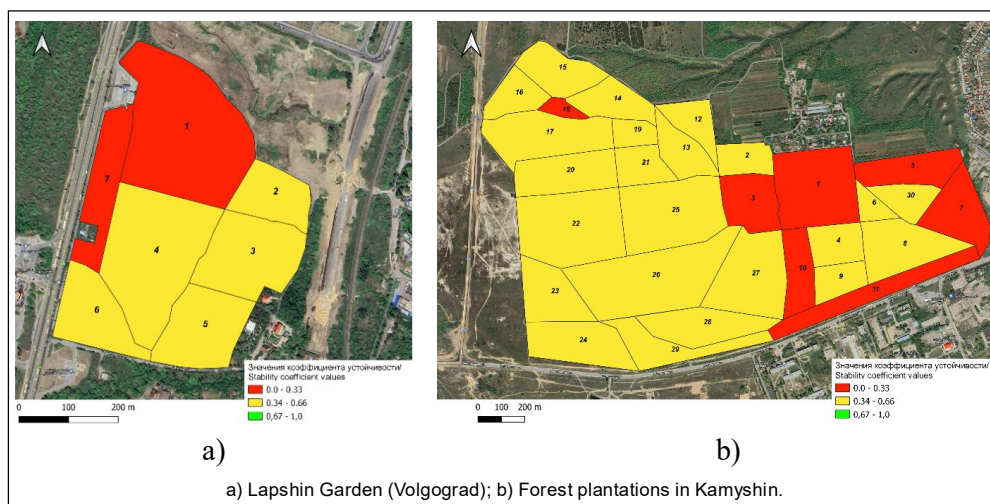 1
2
7
3
4
6
5
Значения коэффициента устойчивости/
Stability coefficient values
0.0 - 0.33
0.34 - 0.66
0,67 - 1,0
0 100 200 m
a)
15
16
14
18
12
17
19
13
2
21
20
5
1
3
30
6
7
25
22
4
8
26
27
10
9
23
11
28
24
29
Значения коэффициента устойчивости/
Stability coefficient values
0.0 - 0.33
0.34 - 0.66
0,67 - 1,0
0 100 200 m
b)
a) Lapshin Garden (Volgograd); b) Forest plantations in Kamyshin.